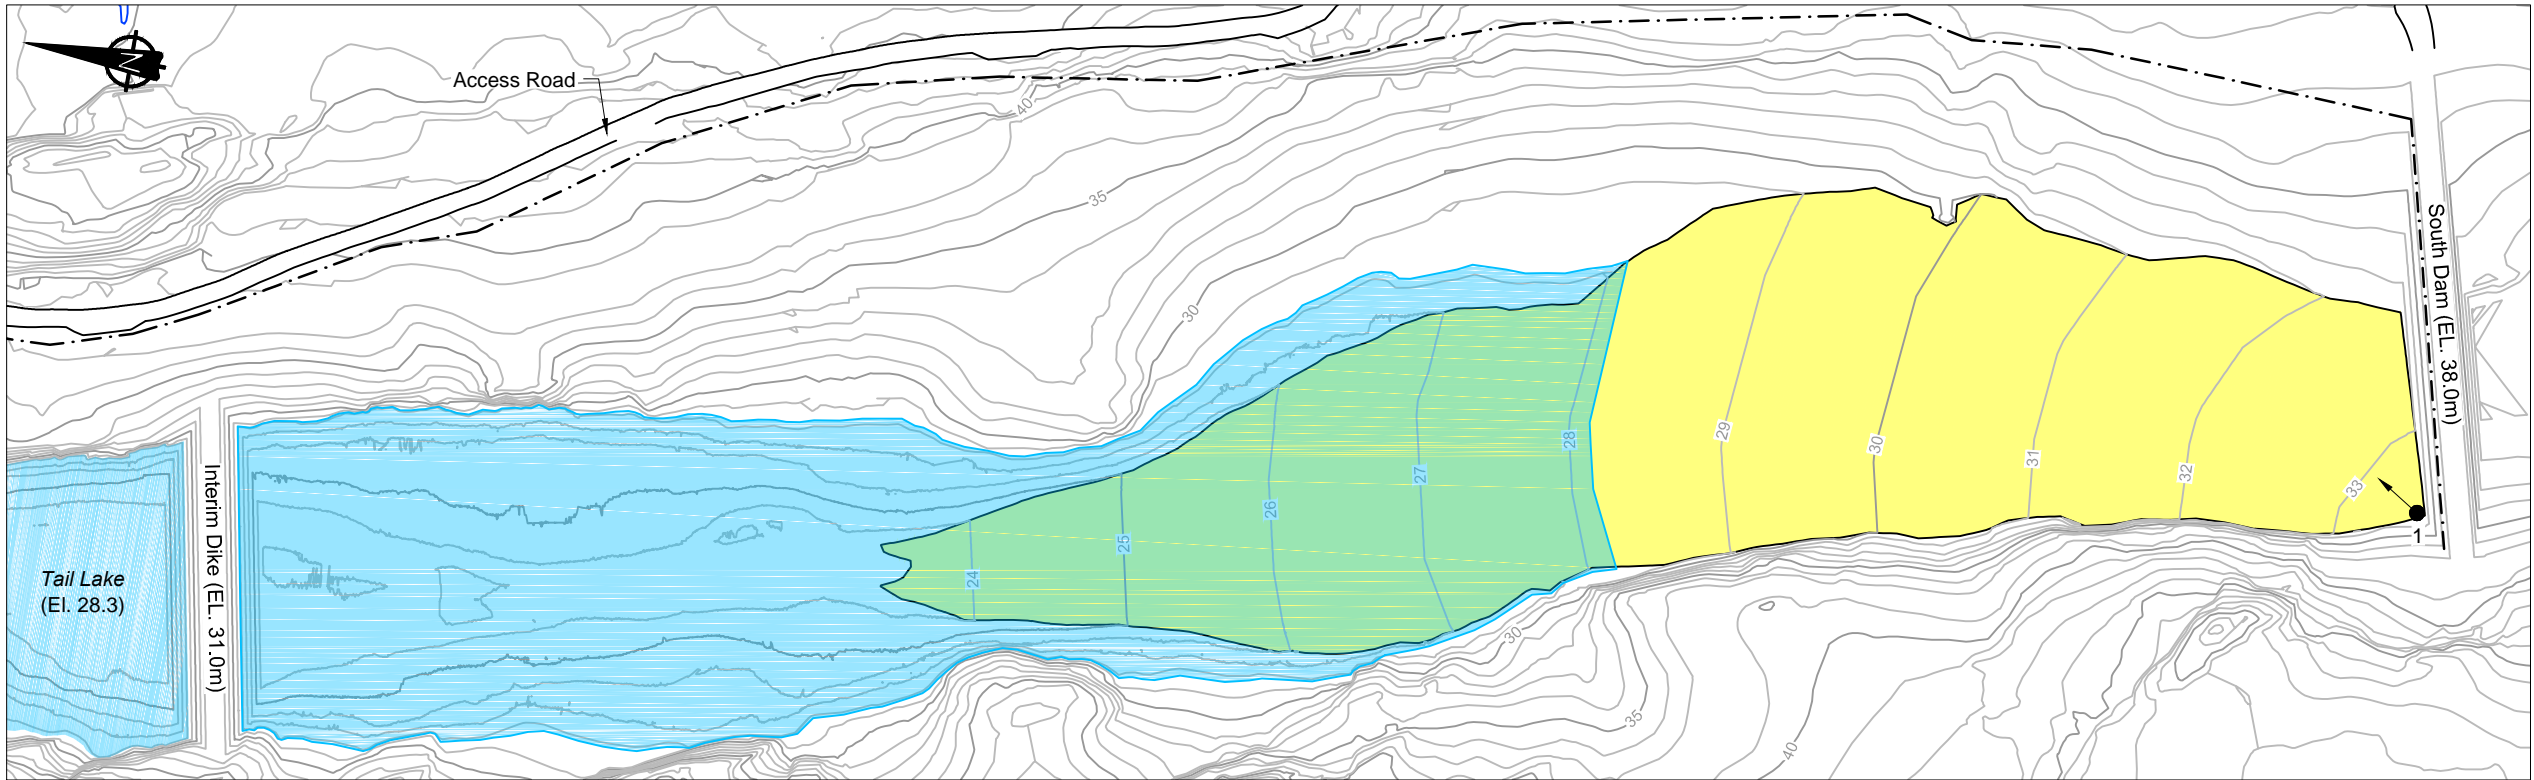 N
Access Road
40
35
30
South Dam (EL. 38.0m)
29
30
31
32
33
28
27
26
25
24
1
Tail Lake
(El. 28.3)
Interim Dike (EL. 31.0m)
30
35
40